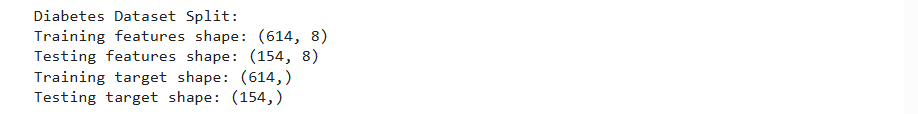 Diabetes Dataset Split:
Training features shape: (614, 8)
Testing features shape: (154, 8)
Training target shape: (614,)
Testing target shape: (154,)